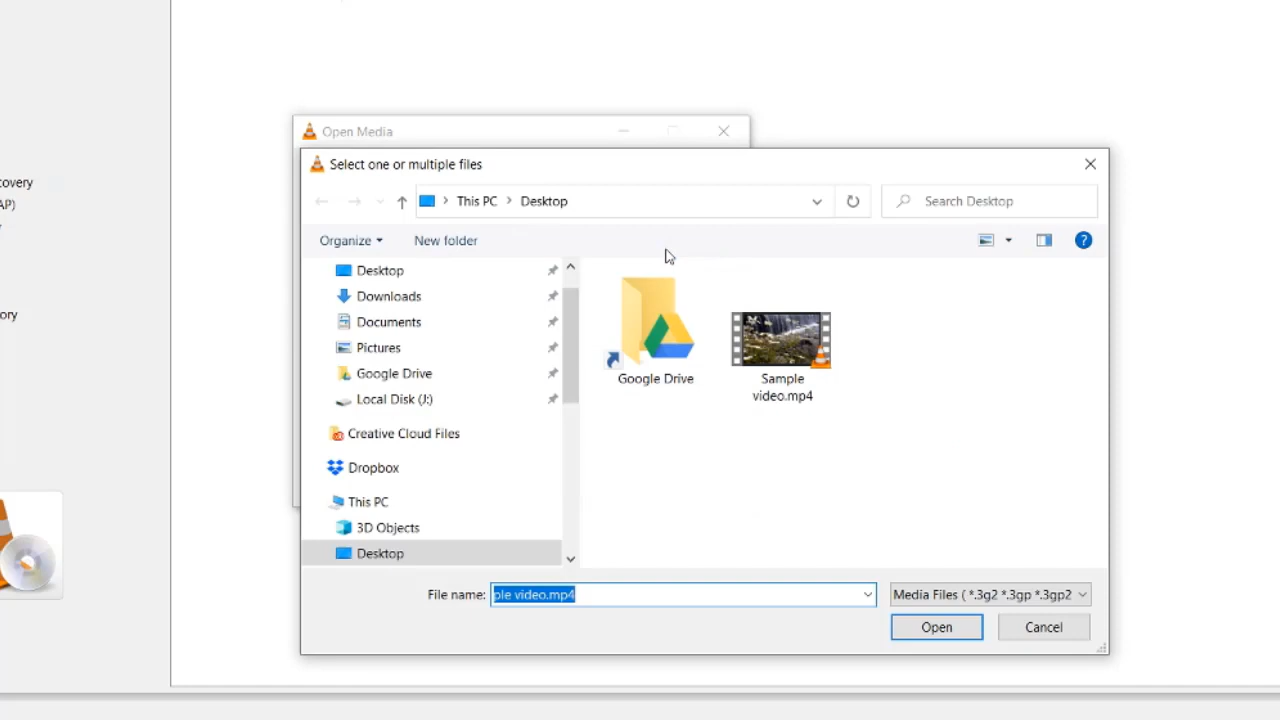 covery
AP)
ory
Open Media
Select one or multiple files
This PC
Desktop
Search Desktop
Organize
New folder
?
Desktop
Downloads
Documents
Pictures
Google Drive
Local Disk (J:)
Creative Cloud Files
Dropbox
This PC
3D Objects
Desktop
Google Drive
Sample
video.mp4
File name:
ple video.mp4
Media Files ( *.3g2 *.3gp *.3gp2
Open
Cancel